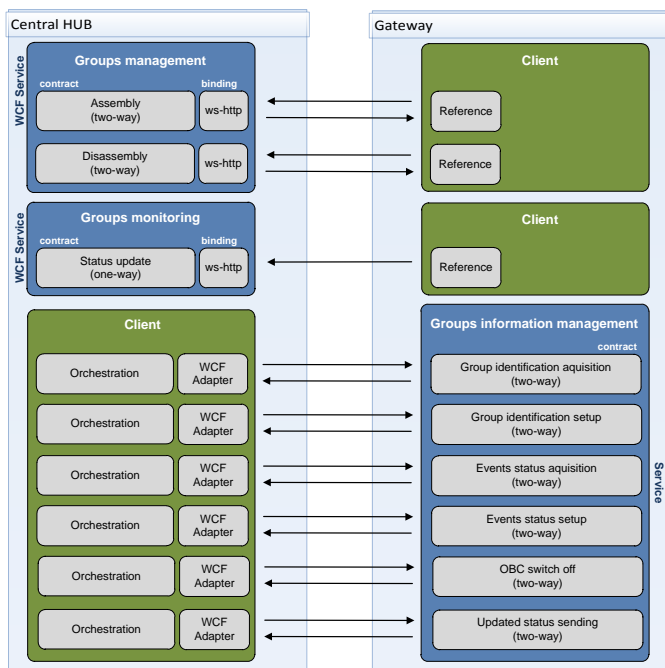 Central HUB
Gateway
WCF Service
Groups management
contract
binding
Assembly
(two-way)
ws-http
Disassembly
(two-way)
ws-http
Client
Reference
Reference
WCF Service
Groups monitoring
contract
binding
Status update
(one-way)
ws-http
Client
Reference
Client
Orchestration
WCF
Adapter
Orchestration
WCF
Adapter
Orchestration
WCF
Adapter
Orchestration
WCF
Adapter
Orchestration
WCF
Adapter
Orchestration
WCF
Adapter
Groups information management
contract
Group identification aquisition
(two-way)
Group identification setup
(two-way)
Events status aquisition
(two-way)
Events status setup
(two-way)
OBC switch off
(two-way)
Updated status sending
(two-way)
Service